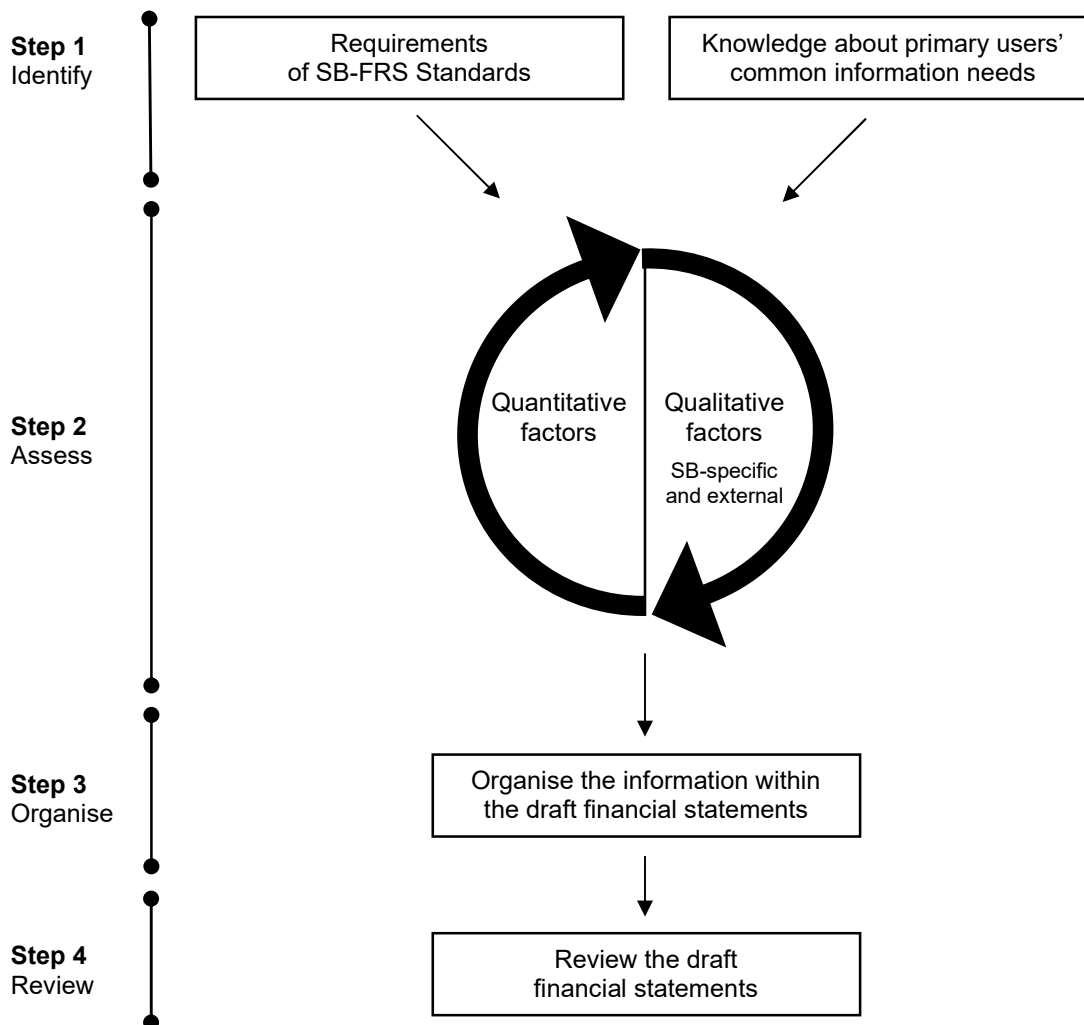 Step 1
Identify
Requirements
of SB-FRS Standards
Knowledge about primary users’
common information needs
Step 2
Assess
Quantitative
factors
Qualitative
factors
SB-specific
and external
Step 3
Organise
Organise the information within
the draft financial statements
Step 4
Review
Review the draft
financial statements